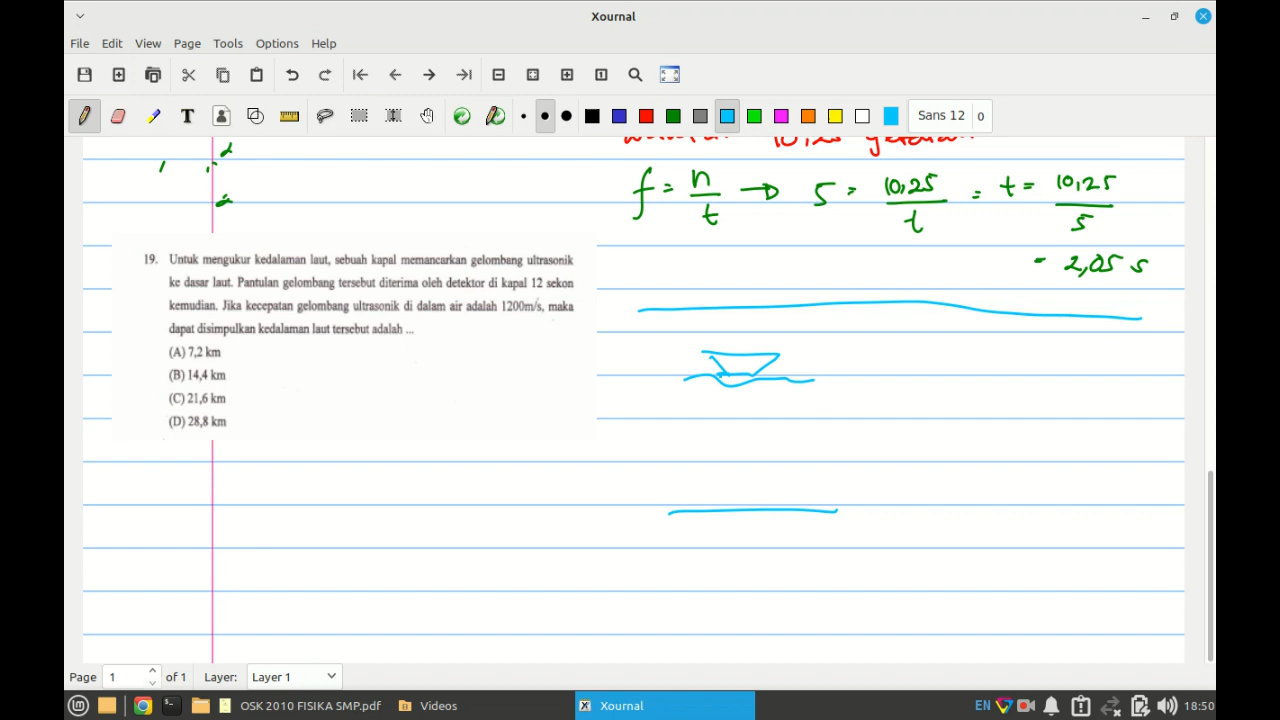 Xournal
File Edit View Page Tools Options Help
Sans 12
10,25
f = n/t → 5 = 10,25/t = t = 10,25/5
= 2,05 s
19. Untuk mengukur kedalaman laut, sebuah kapal memancarkan gelombang ultrasonik
ke dasar laut. Pantulan gelombang tersebut diterima oleh detektor di kapal 12 sekon
kemudian. Jika kecepatan gelombang ultrasonik di dalam air adalah 1200m/s, maka
dapat disimpulkan kedalaman laut tersebut adalah ...
(A) 7,2 km
(B) 14,4 km
(C) 21,6 km
(D) 28,8 km
Page 1 of 1 Layer: Layer 1
OSK 2010 FISIKA SMP.pdf Videos Xournal EN 18:50